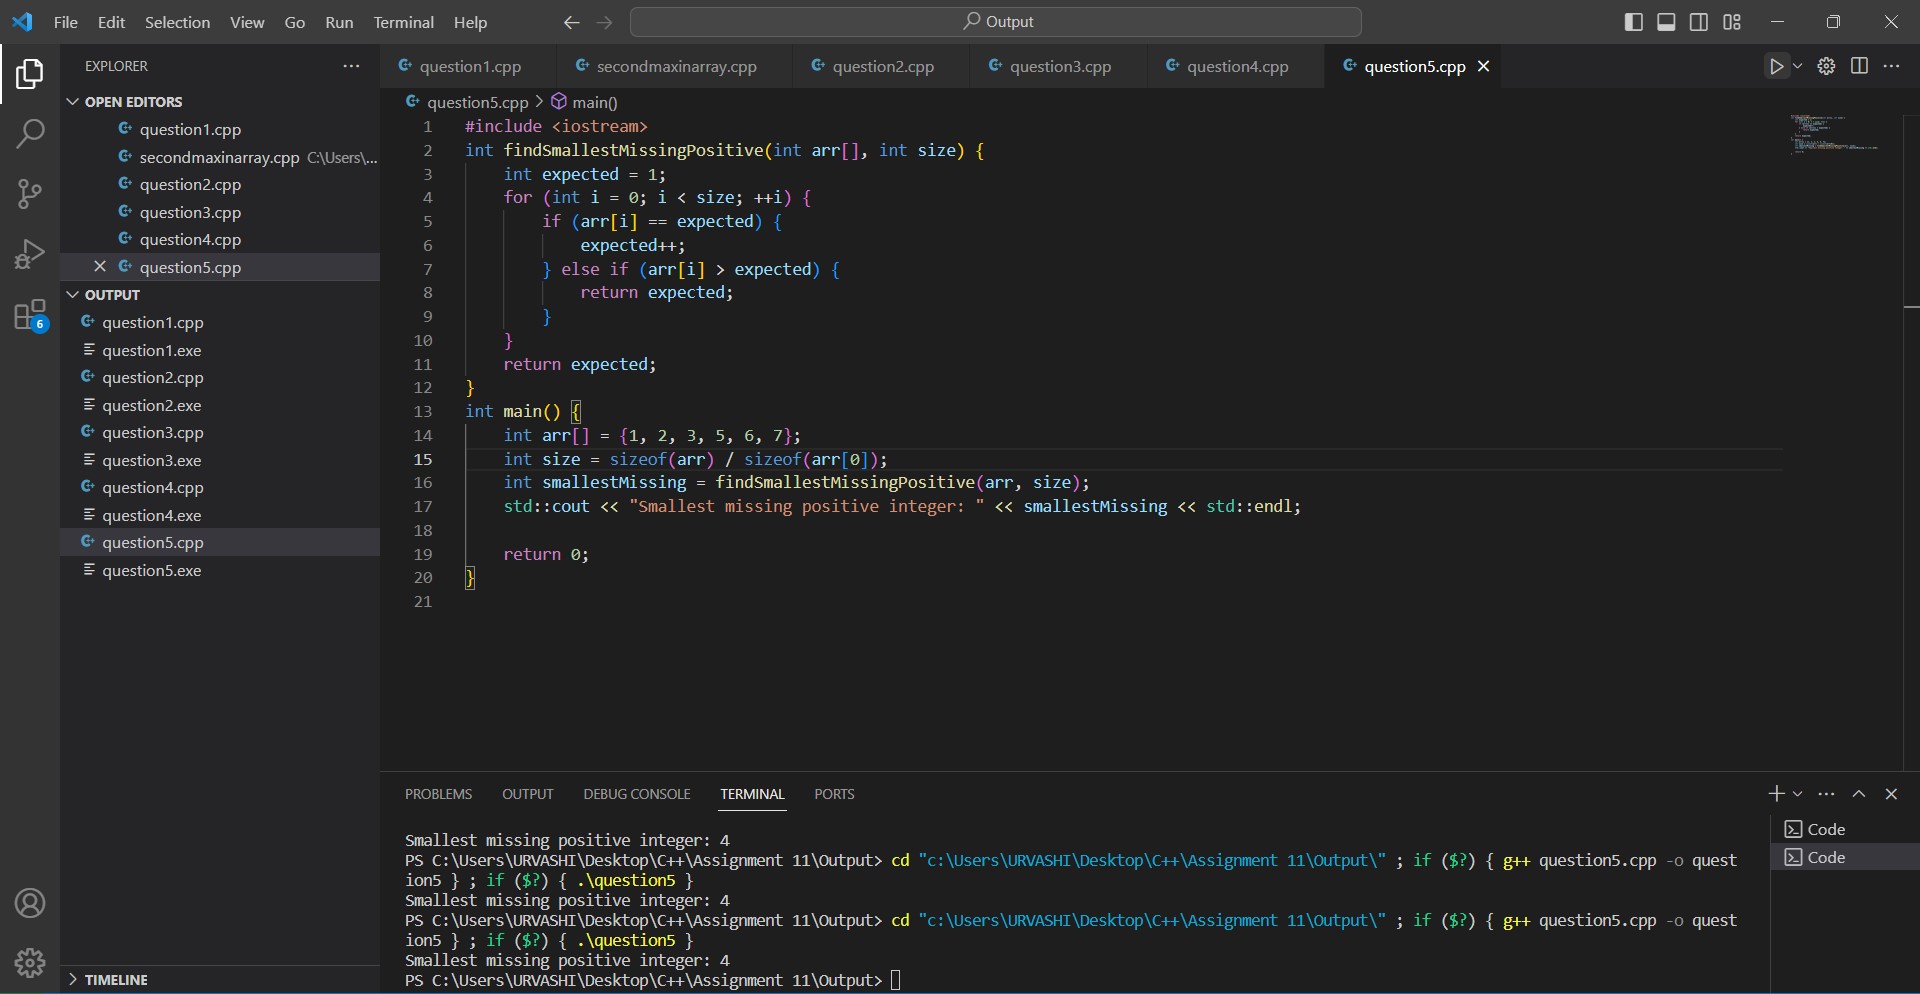 File Edit Selection View Go Run Terminal Help
Output
EXPLORER
OPEN EDITORS
question1.cpp
secondmaxinarray.cpp C:\Users\...
question2.cpp
question3.cpp
question4.cpp
question5.cpp
OUTPUT
question1.cpp
question1.exe
question2.cpp
question2.exe
question3.cpp
question3.exe
question4.cpp
question4.exe
question5.cpp
question5.exe
TIMELINE
6
question1.cpp secondmaxinarray.cpp question2.cpp question3.cpp question4.cpp question5.cpp
question5.cpp > main()
1 #include <iostream>
2 int findSmallestMissingPositive(int arr[], int size) {
3     int expected = 1;
4     for (int i = 0; i < size; ++i) {
5         if (arr[i] == expected) {
6             expected++;
7         } else if (arr[i] > expected) {
8             return expected;
9         }
10     }
11     return expected;
12 }
13 int main() {
14     int arr[] = {1, 2, 3, 5, 6, 7};
15     int size = sizeof(arr) / sizeof(arr[0]);
16     int smallestMissing = findSmallestMissingPositive(arr, size);
17     std::cout << "Smallest missing positive integer: " << smallestMissing << std::endl;
18
19     return 0;
20 }
21
PROBLEMS OUTPUT DEBUG CONSOLE TERMINAL PORTS
Smallest missing positive integer: 4
PS C:\Users\URVASHI\Desktop\C++\Assignment 11\Output> cd "c:\Users\URVASHI\Desktop\C++\Assignment 11\Output\" ; if ($?) { g++ question5.cpp -o quest
ion5 } ; if ($?) { .\question5 }
Smallest missing positive integer: 4
PS C:\Users\URVASHI\Desktop\C++\Assignment 11\Output> cd "c:\Users\URVASHI\Desktop\C++\Assignment 11\Output\" ; if ($?) { g++ question5.cpp -o quest
ion5 } ; if ($?) { .\question5 }
Smallest missing positive integer: 4
PS C:\Users\URVASHI\Desktop\C++\Assignment 11\Output>
Code
Code